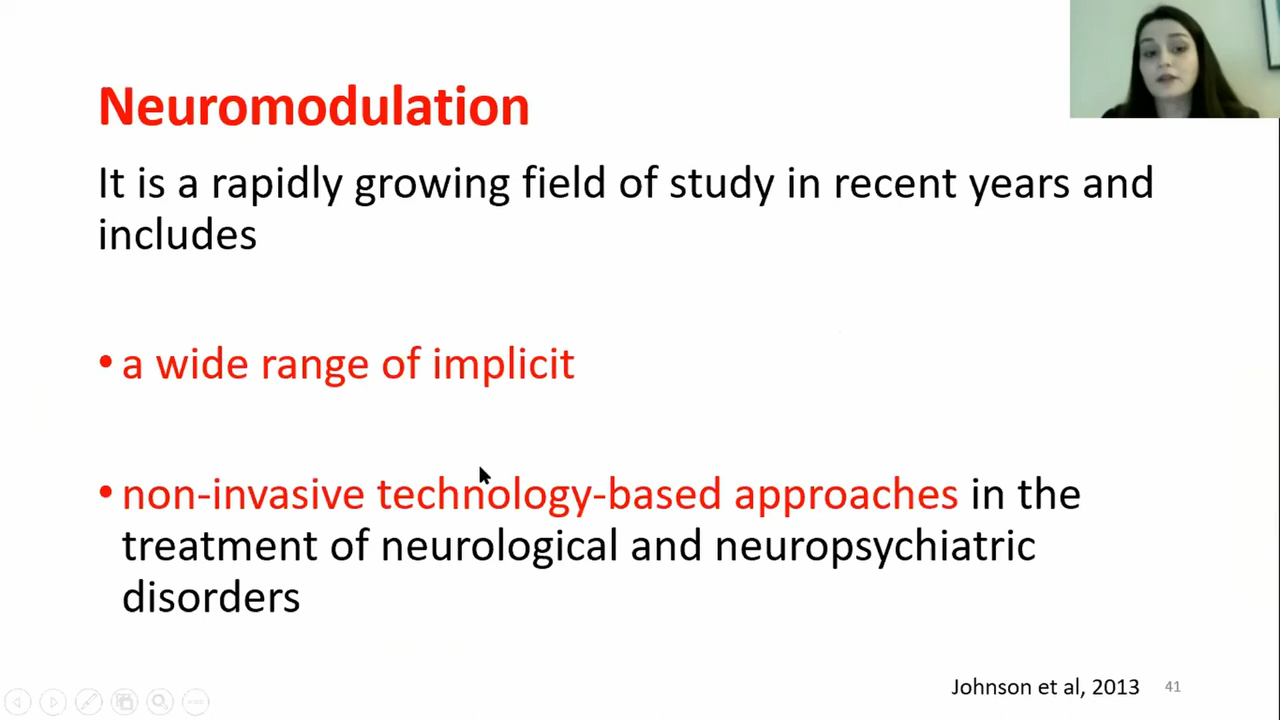 Neuromodulation
It is a rapidly growing field of study in recent years and
includes
• a wide range of implicit
• non-invasive technology-based approaches in the
treatment of neurological and neuropsychiatric
disorders
Johnson et al, 2013 41